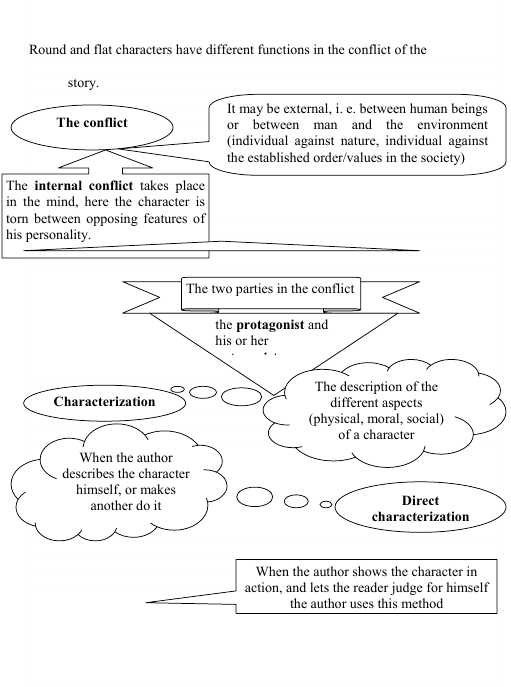 Round and flat characters have different functions in the conflict of the
story.
The conflict
It may be external, i. e. between human beings
or between man and the environment
(individual against nature, individual against
the established order/values in the society)
The internal conflict takes place
in the mind, here the character is
torn between opposing features of
his personality.
The two parties in the conflict
the protagonist and
his or her
Characterization
The description of the
different aspects
(physical, moral, social)
of a character
When the author
describes the character
himself, or makes
another do it
Direct
characterization
When the author shows the character in
action, and lets the reader judge for himself
the author uses this method